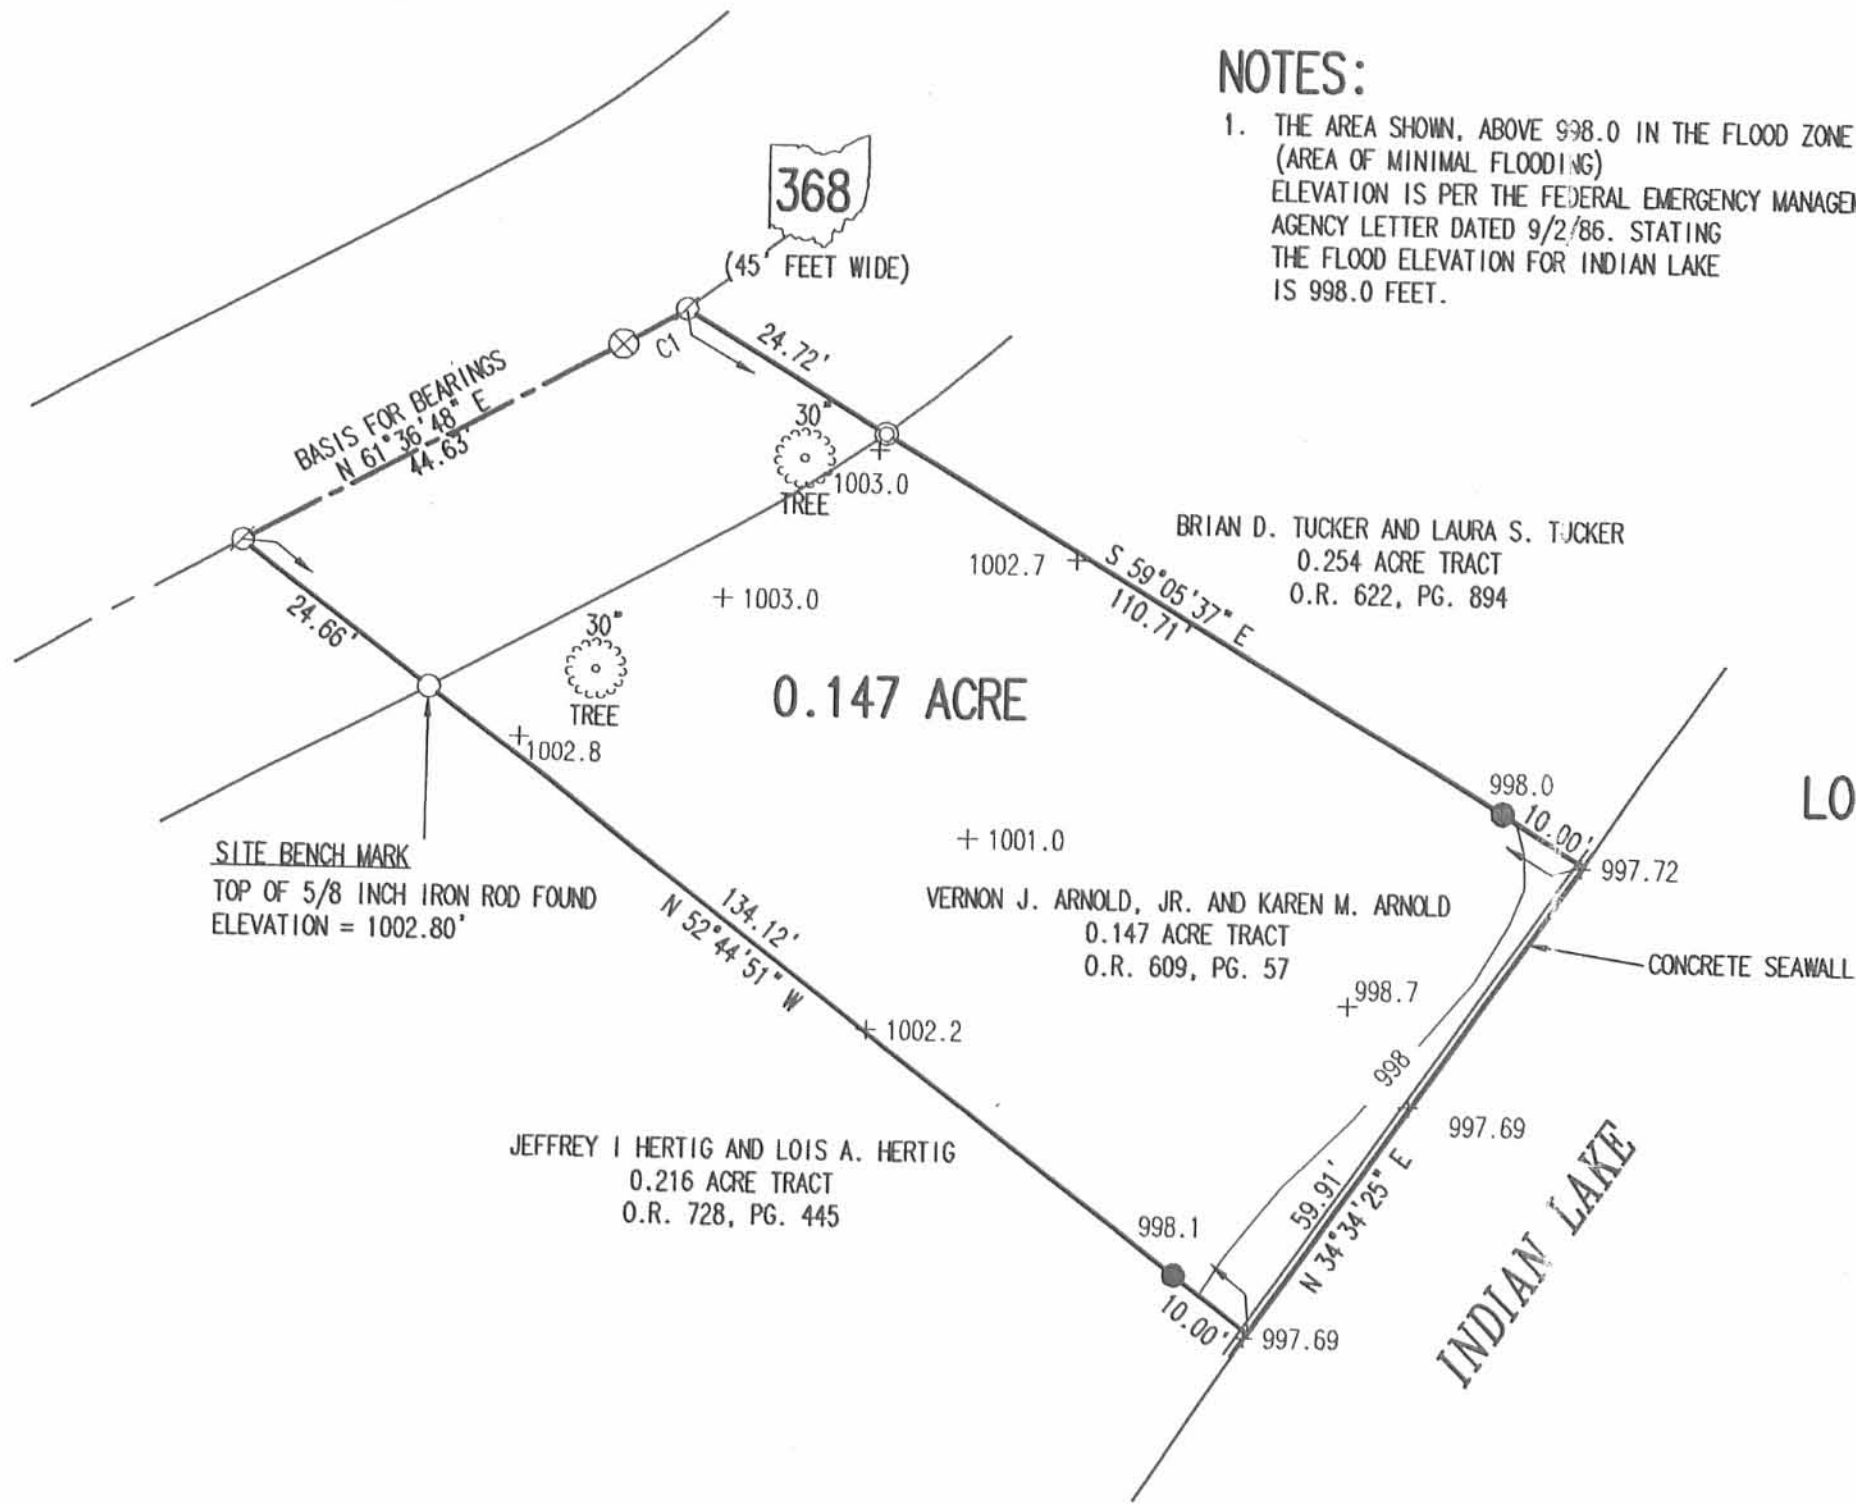 NOTES:
1. THE AREA SHOWN, ABOVE 998.0 IN THE FLOOD ZONE
(AREA OF MINIMAL FLOODING)
ELEVATION IS PER THE FEDERAL EMERGENCY MANAGEM
AGENCY LETTER DATED 9/2/86. STATING
THE FLOOD ELEVATION FOR INDIAN LAKE
IS 998.0 FEET.
368
(45' FEET WIDE)
C1
24.72'
BASIS FOR BEARINGS
N 61°36'48" E
44.63'
30"
TREE
1003.0
BRIAN D. TUCKER AND LAURA S. TUCKER
0.254 ACRE TRACT
O.R. 622, PG. 894
1002.7
S 59°05'37" E
110.71'
1003.0
24.66'
30"
TREE
0.147 ACRE
1002.8
998.0
10.00'
LO
997.72
SITE BENCH MARK
TOP OF 5/8 INCH IRON ROD FOUND
ELEVATION = 1002.80'
1001.0
134.12'
N 52°44'51" W
VERNON J. ARNOLD, JR. AND KAREN M. ARNOLD
0.147 ACRE TRACT
O.R. 609, PG. 57
CONCRETE SEAWALL
998.7
1002.2
998
997.69
JEFFREY I HERTIG AND LOIS A. HERTIG
0.216 ACRE TRACT
O.R. 728, PG. 445
59.91'
N 34°34'25" E
INDIAN LAKE
998.1
10.00'
997.69